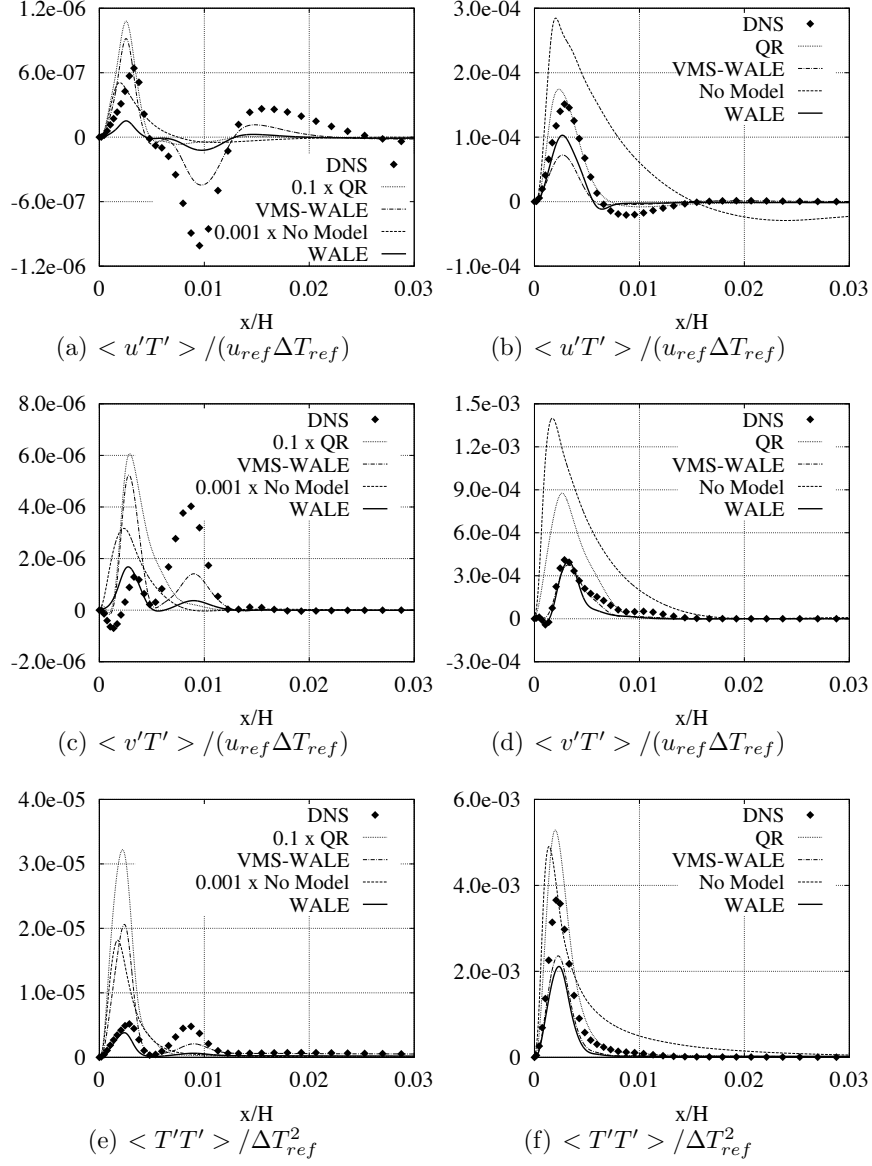 1.2e-06
6.0e-07
0
-6.0e-07
-1.2e-06
0
0.01
0.02
0.03
x/H
DNS
0.1 x QR
VMS-WALE
0.001 x No Model
WALE
(a) < u'T' > /(u_ref ΔT_ref)
3.0e-04
2.0e-04
1.0e-04
0
-1.0e-04
0
0.01
0.02
0.03
x/H
DNS
QR
VMS-WALE
No Model
WALE
(b) < u'T' > /(u_ref ΔT_ref)
8.0e-06
6.0e-06
4.0e-06
2.0e-06
0
-2.0e-06
0
0.01
0.02
0.03
x/H
DNS
0.1 x QR
VMS-WALE
0.001 x No Model
WALE
(c) < v'T' > /(u_ref ΔT_ref)
1.5e-03
1.2e-03
9.0e-04
6.0e-04
3.0e-04
0
-3.0e-04
0
0.01
0.02
0.03
x/H
DNS
QR
VMS-WALE
No Model
WALE
(d) < v'T' > /(u_ref ΔT_ref)
4.0e-05
3.0e-05
2.0e-05
1.0e-05
0
0
0.01
0.02
0.03
x/H
DNS
0.1 x QR
VMS-WALE
0.001 x No Model
WALE
(e) < T'T' > /ΔT²_ref
6.0e-03
4.0e-03
2.0e-03
0
0
0.01
0.02
0.03
x/H
DNS
QR
VMS-WALE
No Model
WALE
(f) < T'T' > /ΔT²_ref